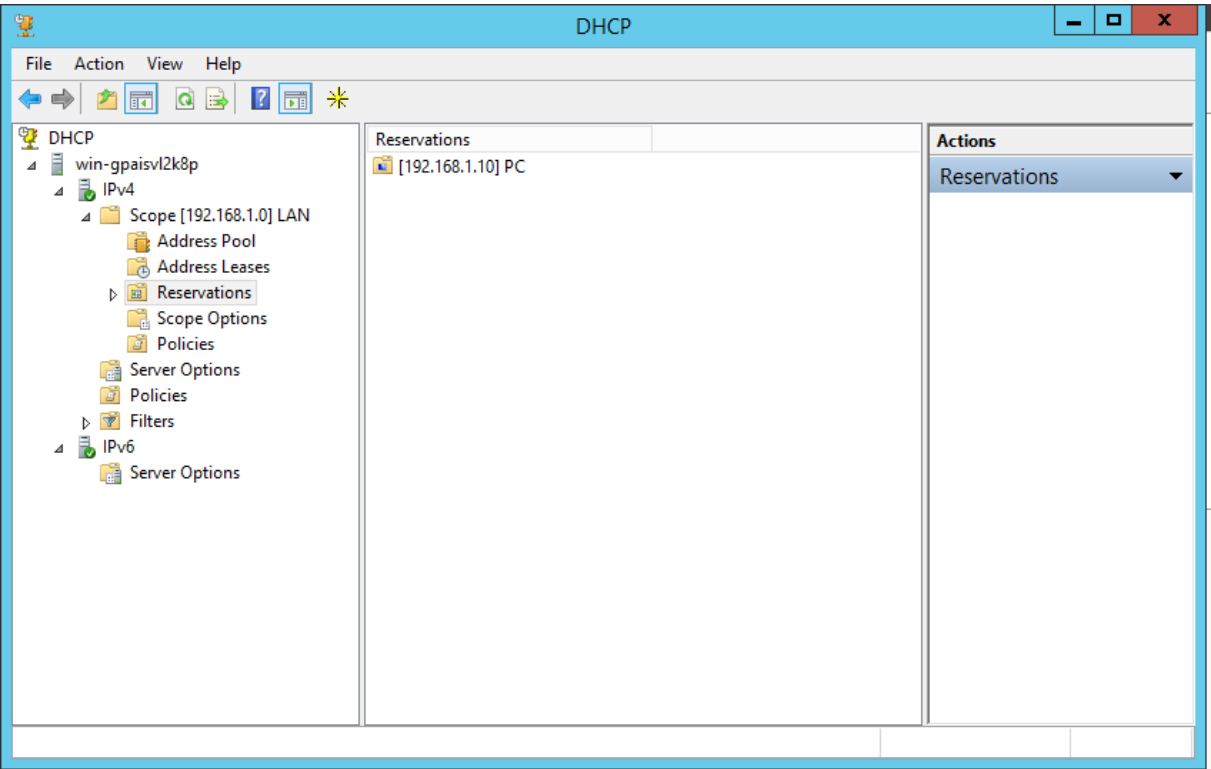 DHCP
File Action View Help
DHCP
win-gpaisvl2k8p
IPv4
Scope [192.168.1.0] LAN
Address Pool
Address Leases
Reservations
Scope Options
Policies
Server Options
Policies
Filters
IPv6
Server Options
Reservations
[192.168.1.10] PC
Actions
Reservations